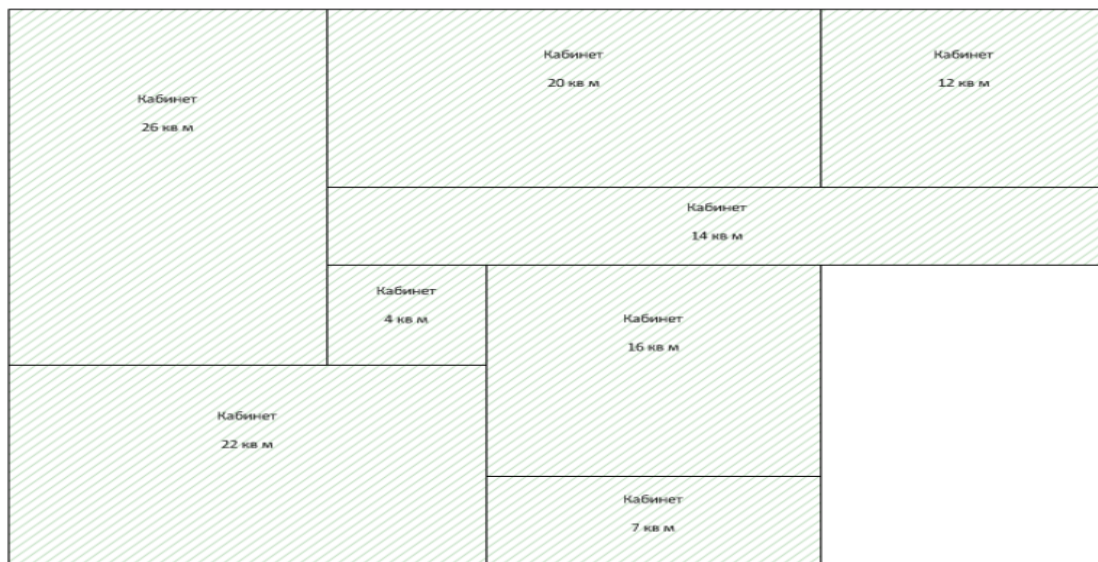 Кабинет
26 кв м
Кабинет
20 кв м
Кабинет
12 кв м
Кабинет
14 кв м
Кабинет
4 кв м
Кабинет
16 кв м
Кабинет
22 кв м
Кабинет
7 кв м